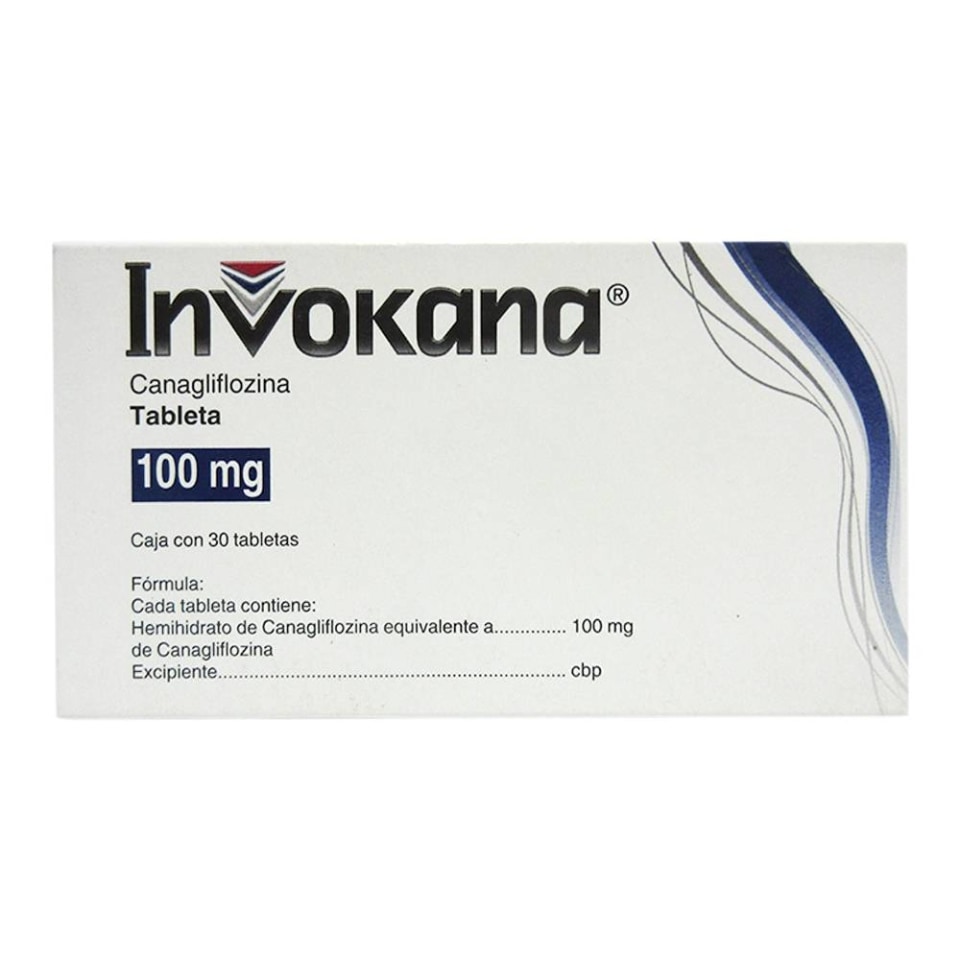 Invokana®
Canagliflozina
Tableta
100 mg
Caja con 30 tabletas
Fórmula:
Cada tableta contiene:
Hemihidrato de Canagliflozina equivalente a.............. 100 mg
de Canagliflozina
Excipiente..................................................................... cbp